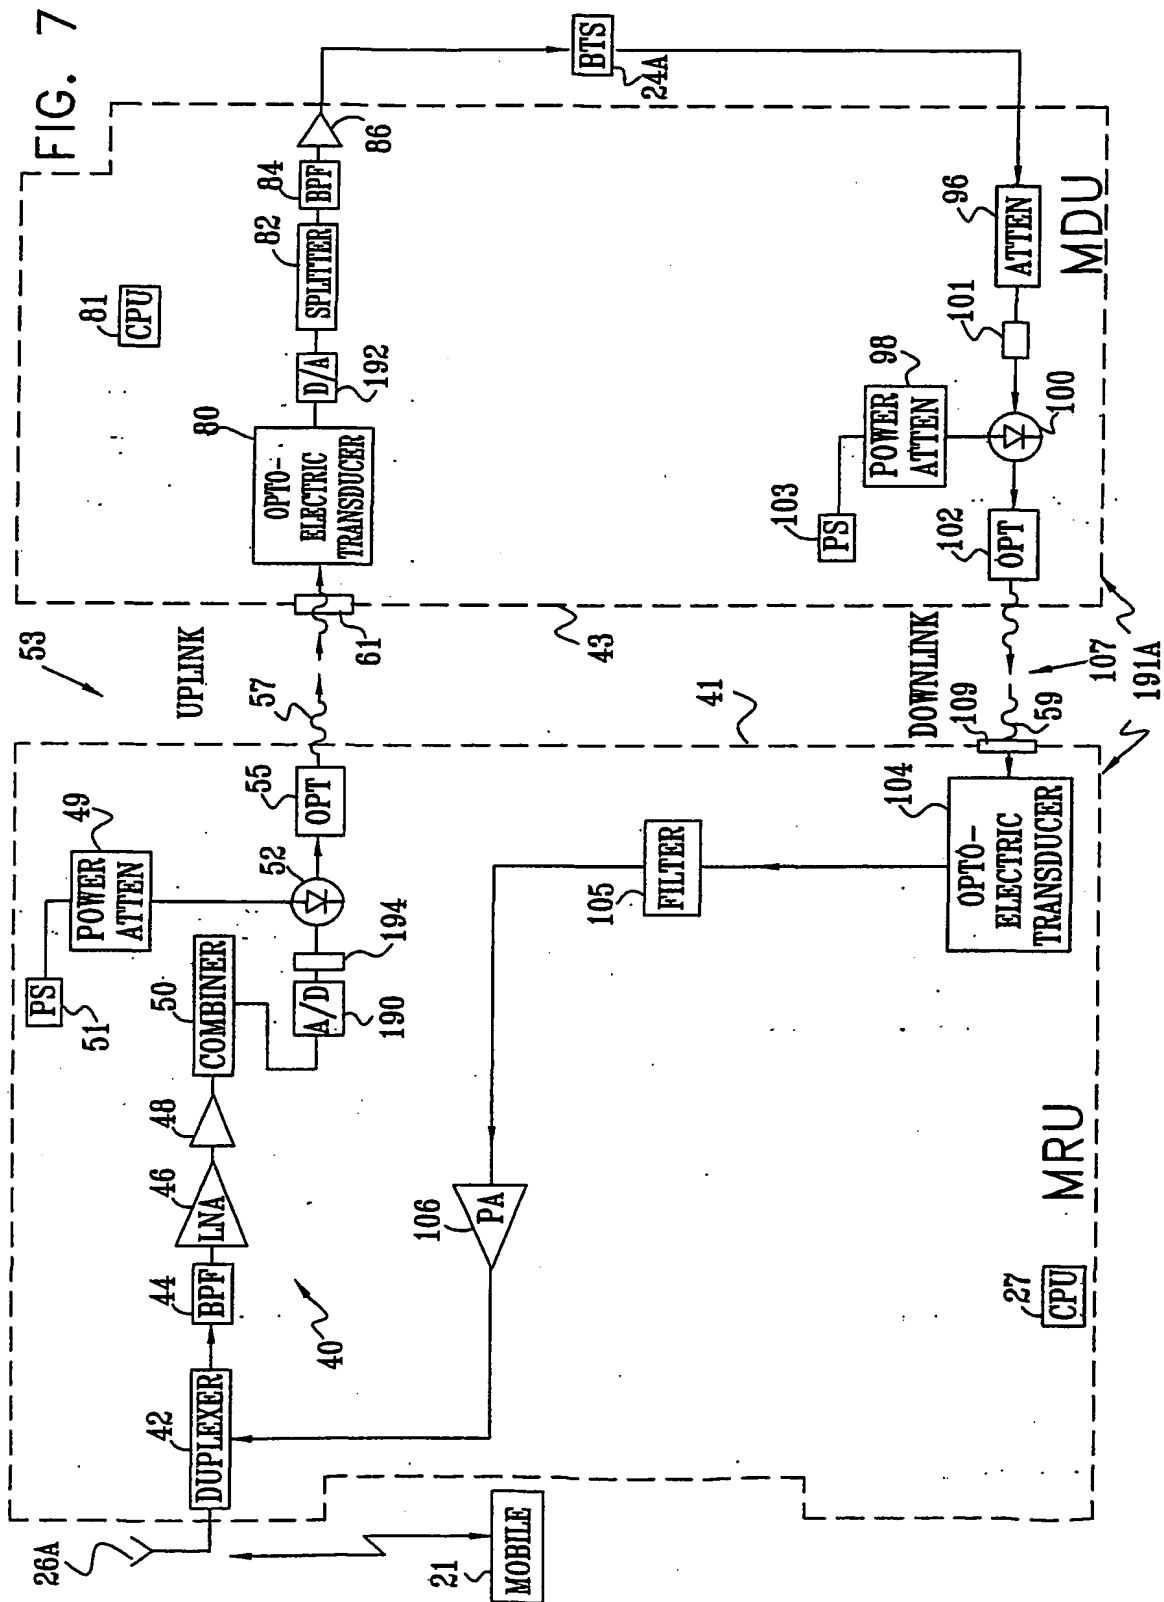 FIG. 7
53
UPLINK
26A
42
DUPLEXER
44
BPF
46
LNA
48
50
COMBINER
PS
51
49
POWER
ATTEN
52
A/D
190
194
55
OPT
57
61
80
OPTO-
ELECTRIC
TRANSDUCER
D/A
192
82
SPLITTER
84
BPF
86
81
CPU
BTS
24A
40
21
MOBILE
106
PA
105
FILTER
41
43
103
PS
98
POWER
ATTEN
96
ATTEN
101
100
102
OPT
DOWNLINK
107
59
109
104
OPTO-
ELECTRIC
TRANSDUCER
27
CPU
MRU
MDU
191A